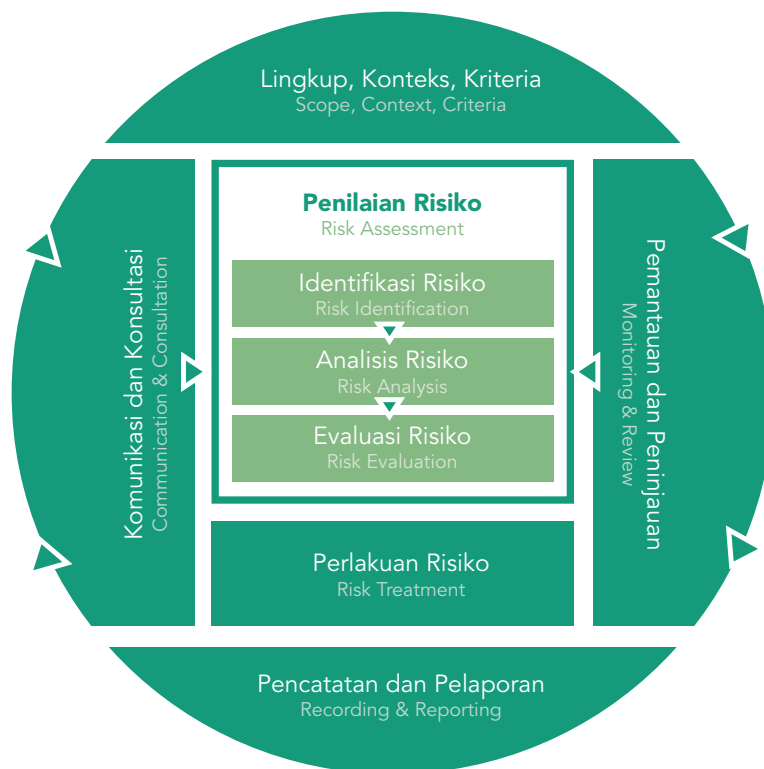 Lingkup, Konteks, Kriteria
Scope, Context, Criteria
Komunikasi dan Konsultasi
Communication & Consultation
Penilaian Risiko
Risk Assessment
Identifikasi Risiko
Risk Identification
Analisis Risiko
Risk Analysis
Evaluasi Risiko
Risk Evaluation
Pemantauan dan Peninjauan
Monitoring & Review
Perlakuan Risiko
Risk Treatment
Pencatatan dan Pelaporan
Recording & Reporting